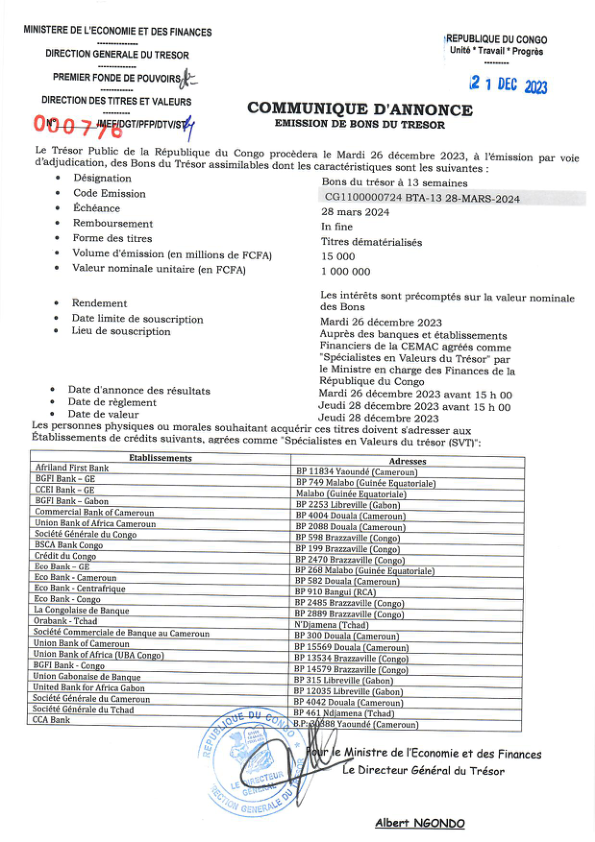 MINISTERE DE L'ECONOMIE ET DES FINANCES
-------------
DIRECTION GENERALE DU TRESOR
-------------
PREMIER FONDE DE POUVOIRS
-------------
DIRECTION DES TITRES ET VALEURS
N° 000776 /MEF/DGT/PFP/DTV/ST
REPUBLIQUE DU CONGO
Unité * Travail * Progrès
---------
21 DEC 2023
COMMUNIQUE D'ANNONCE
EMISSION DE BONS DU TRESOR
Le Trésor Public de la République du Congo procèdera le Mardi 26 décembre 2023, à l'émission par voie
d'adjudication, des Bons du Trésor assimilables dont les caractéristiques sont les suivantes :
• Désignation Bons du trésor à 13 semaines
• Code Emission CG1100000724 BTA-13 28-MARS-2024
• Échéance 28 mars 2024
• Remboursement In fine
• Forme des titres Titres dématérialisés
• Volume d'émission (en millions de FCFA) 15 000
• Valeur nominale unitaire (en FCFA) 1 000 000
• Rendement Les intérêts sont précomptés sur la valeur nominale
des Bons
• Date limite de souscription Mardi 26 décembre 2023
• Lieu de souscription Auprès des banques et établissements
Financiers de la CEMAC agréés comme
"Spécialistes en Valeurs du Trésor" par
le Ministre en charge des Finances de la
République du Congo
• Date d'annonce des résultats Mardi 26 décembre 2023 avant 15 h 00
• Date de règlement Jeudi 28 décembre 2023 avant 15 h 00
• Date de valeur Jeudi 28 décembre 2023
Les personnes physiques ou morales souhaitant acquérir ces titres doivent s'adresser aux
Établissements de crédits suivants, agrées comme "Spécialistes en Valeurs du trésor (SVT)":
Etablissements Adresses
Afriland First Bank BP 11834 Yaoundé (Cameroun)
BGFI Bank – GE BP 749 Malabo (Guinée Equatoriale)
CCEI Bank – GE Malabo (Guinée Equatoriale)
BGFI Bank – Gabon BP 2253 Libreville (Gabon)
Commercial Bank of Cameroun BP 4004 Douala (Cameroun)
Union Bank of Africa Cameroun BP 2088 Douala (Cameroun)
Société Générale du Congo BP 598 Brazzaville (Congo)
BSCA Bank Congo BP 199 Brazzaville (Congo)
Crédit du Congo BP 2470 Brazzaville (Congo)
Eco Bank – GE BP 268 Malabo (Guinée Equatoriale)
Eco Bank - Cameroun BP 582 Douala (Cameroun)
Eco Bank - Centrafrique BP 910 Bangui (RCA)
Eco Bank - Congo BP 2485 Brazzaville (Congo)
La Congolaise de Banque BP 2889 Brazzaville (Congo)
Orabank - Tchad N'Djamena (Tchad)
Société Commerciale de Banque au Cameroun BP 300 Douala (Cameroun)
Union Bank of Cameroun BP 15569 Douala (Cameroun)
Union Bank of Africa (UBA Congo) BP 13534 Brazzaville (Congo)
BGFI Bank - Congo BP 14579 Brazzaville (Congo)
Union Gabonaise de Banque BP 315 Libreville (Gabon)
United Bank for Africa Gabon BP 12035 Libreville (Gabon)
Société Générale du Cameroun BP 4042 Douala (Cameroun)
Société Générale du Tchad BP 461 Ndjamena (Tchad)
CCA Bank B.P: 30388 Yaoundé (Cameroun)
REPUBLIQUE DU CONGO
LE DIRECTEUR
GENERAL
DIRECTION GENERALE DU TRESOR
Pour le Ministre de l'Economie et des Finances
Le Directeur Général du Trésor
Albert NGONDO